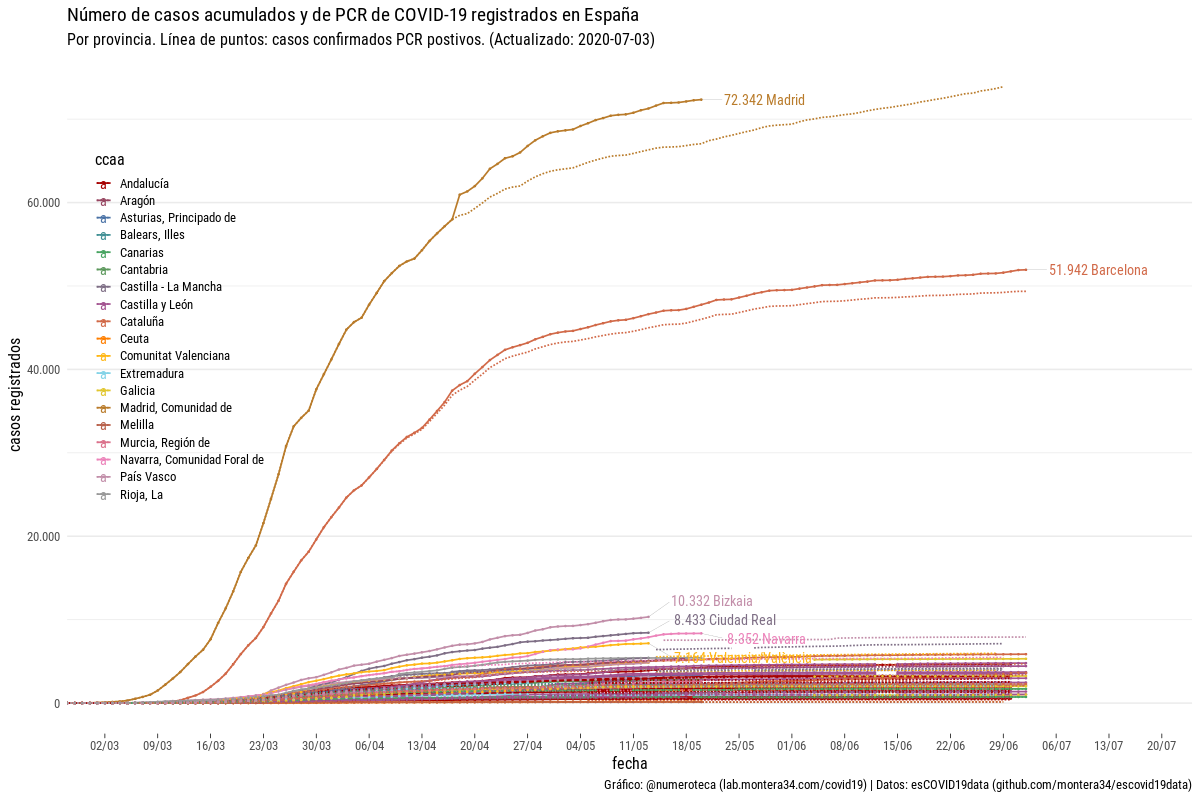 Número de casos acumulados y de PCR de COVID-19 registrados en España
Por provincia. Línea de puntos: casos confirmados PCR postivos. (Actualizado: 2020-07-03)
72.342 Madrid
ccaa
Andalucía
Aragón
Asturias, Principado de
Balears, Illes
Canarias
Cantabria
Castilla - La Mancha
Castilla y León
Cataluña
Ceuta
Comunitat Valenciana
Extremadura
Galicia
Madrid, Comunidad de
Melilla
Murcia, Región de
Navarra, Comunidad Foral de
País Vasco
Rioja, La
51.942 Barcelona
10.332 Bizkaia
8.433 Ciudad Real
8.352 Navarra
7.164 Valencia/València
casos registrados
60.000
40.000
20.000
0
02/03 09/03 16/03 23/03 30/03 06/04 13/04 20/04 27/04 04/05 11/05 18/05 25/05 01/06 08/06 15/06 22/06 29/06 06/07 13/07 20/07
fecha
Gráfico: @numeroteca (lab.montera34.com/covid19) | Datos: esCOVID19data (github.com/montera34/escovid19data)